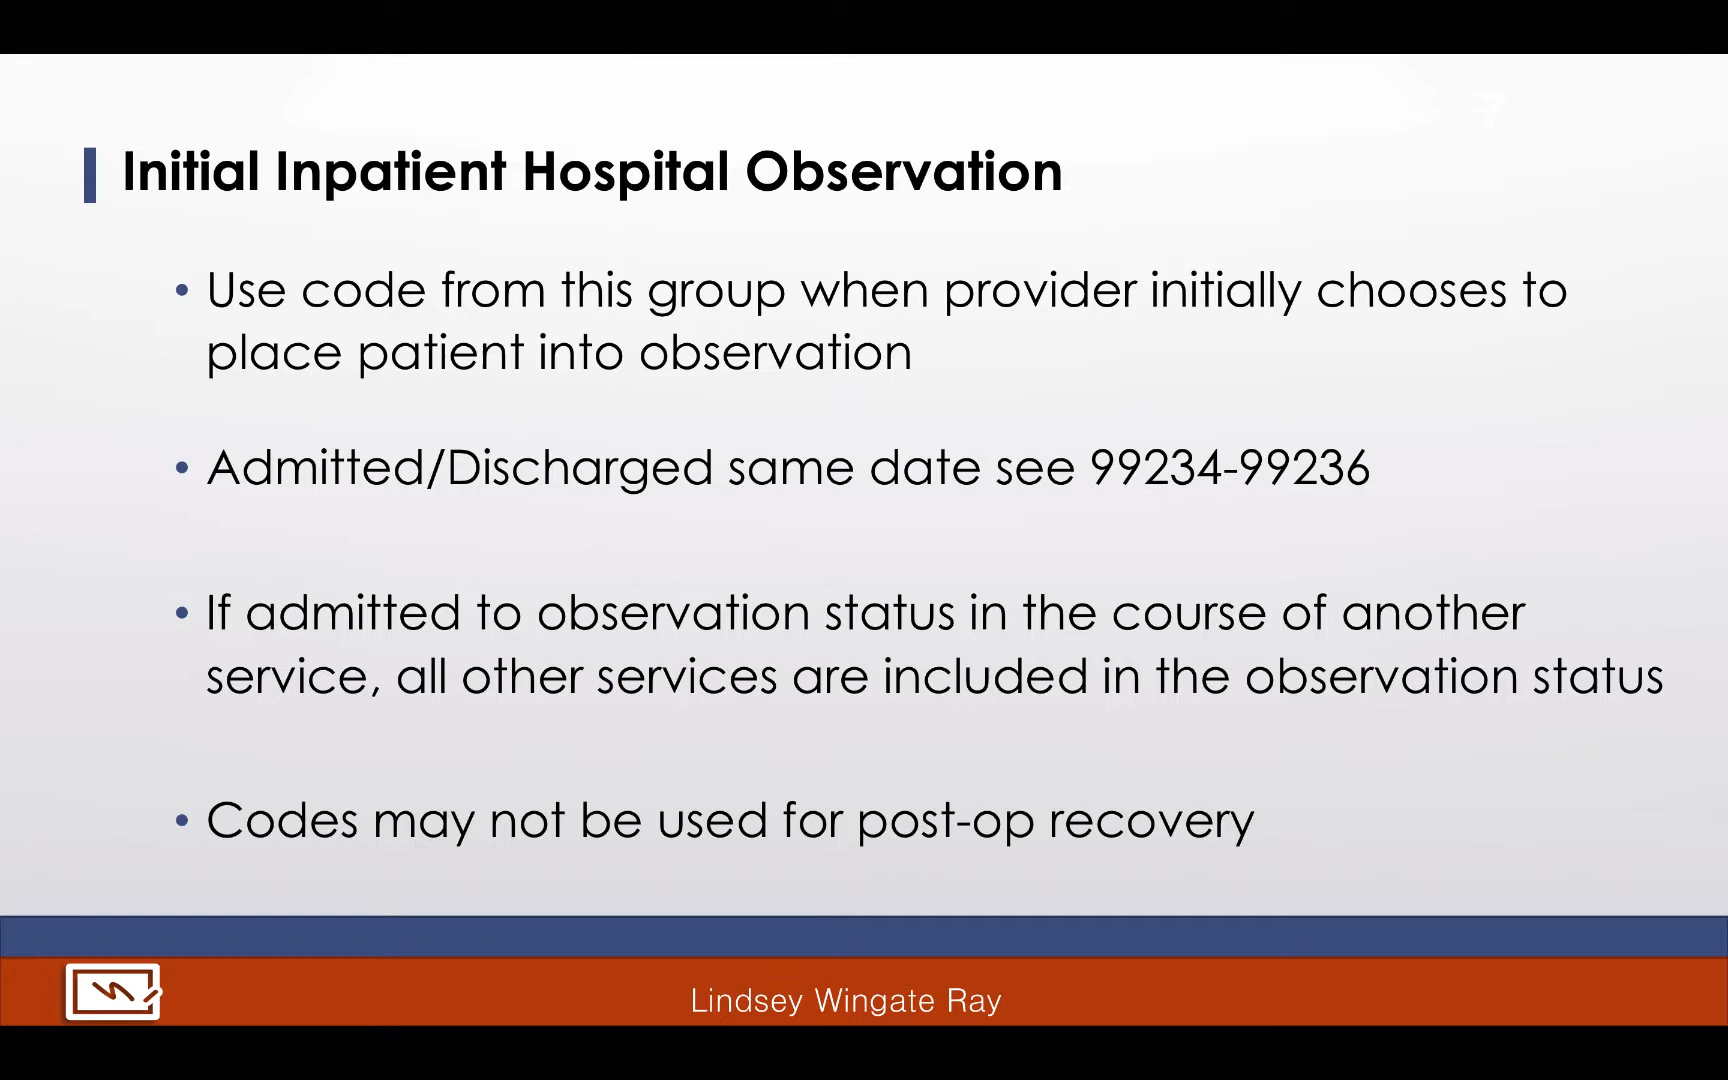 Initial Inpatient Hospital Observation
• Use code from this group when provider initially chooses to
place patient into observation
• Admitted/Discharged same date see 99234-99236
• If admitted to observation status in the course of another
service, all other services are included in the observation status
• Codes may not be used for post-op recovery
Lindsey Wingate Ray